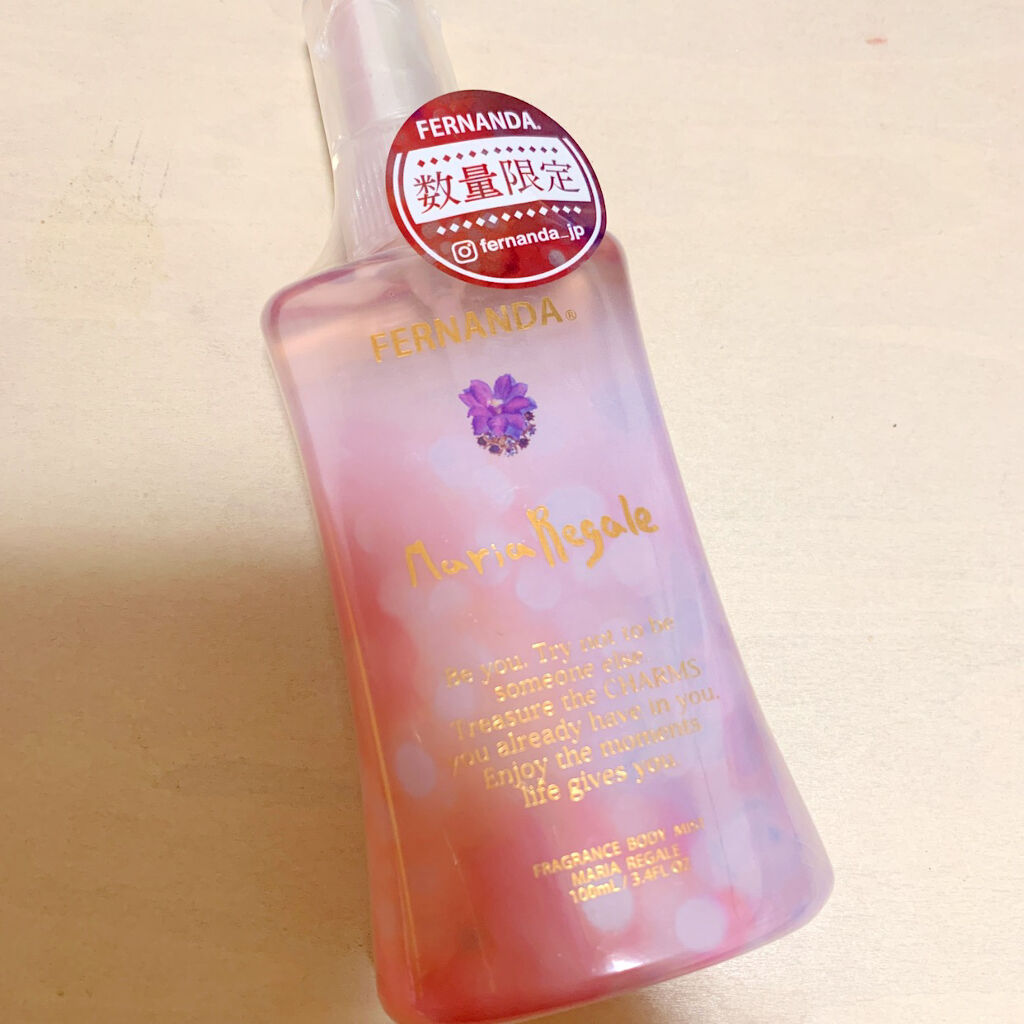 FERNANDA.
数量限定
fernanda_jp
FERNANDA®
Maria Regale
Be you. Try not to be
someone else
Treasure the CHARMS
you already have in you.
Enjoy the moments
life gives you.
FRAGRANCE BODY MIST
MARIA REGALE
100mL / 3.4FL OZ